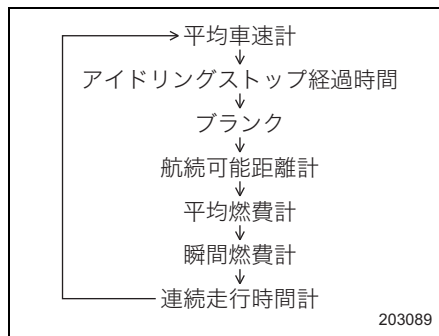 平均車速計
アイドリングストップ経過時間
ブランク
航続可能距離計
平均燃費計
瞬間燃費計
連続走行時間計
203089